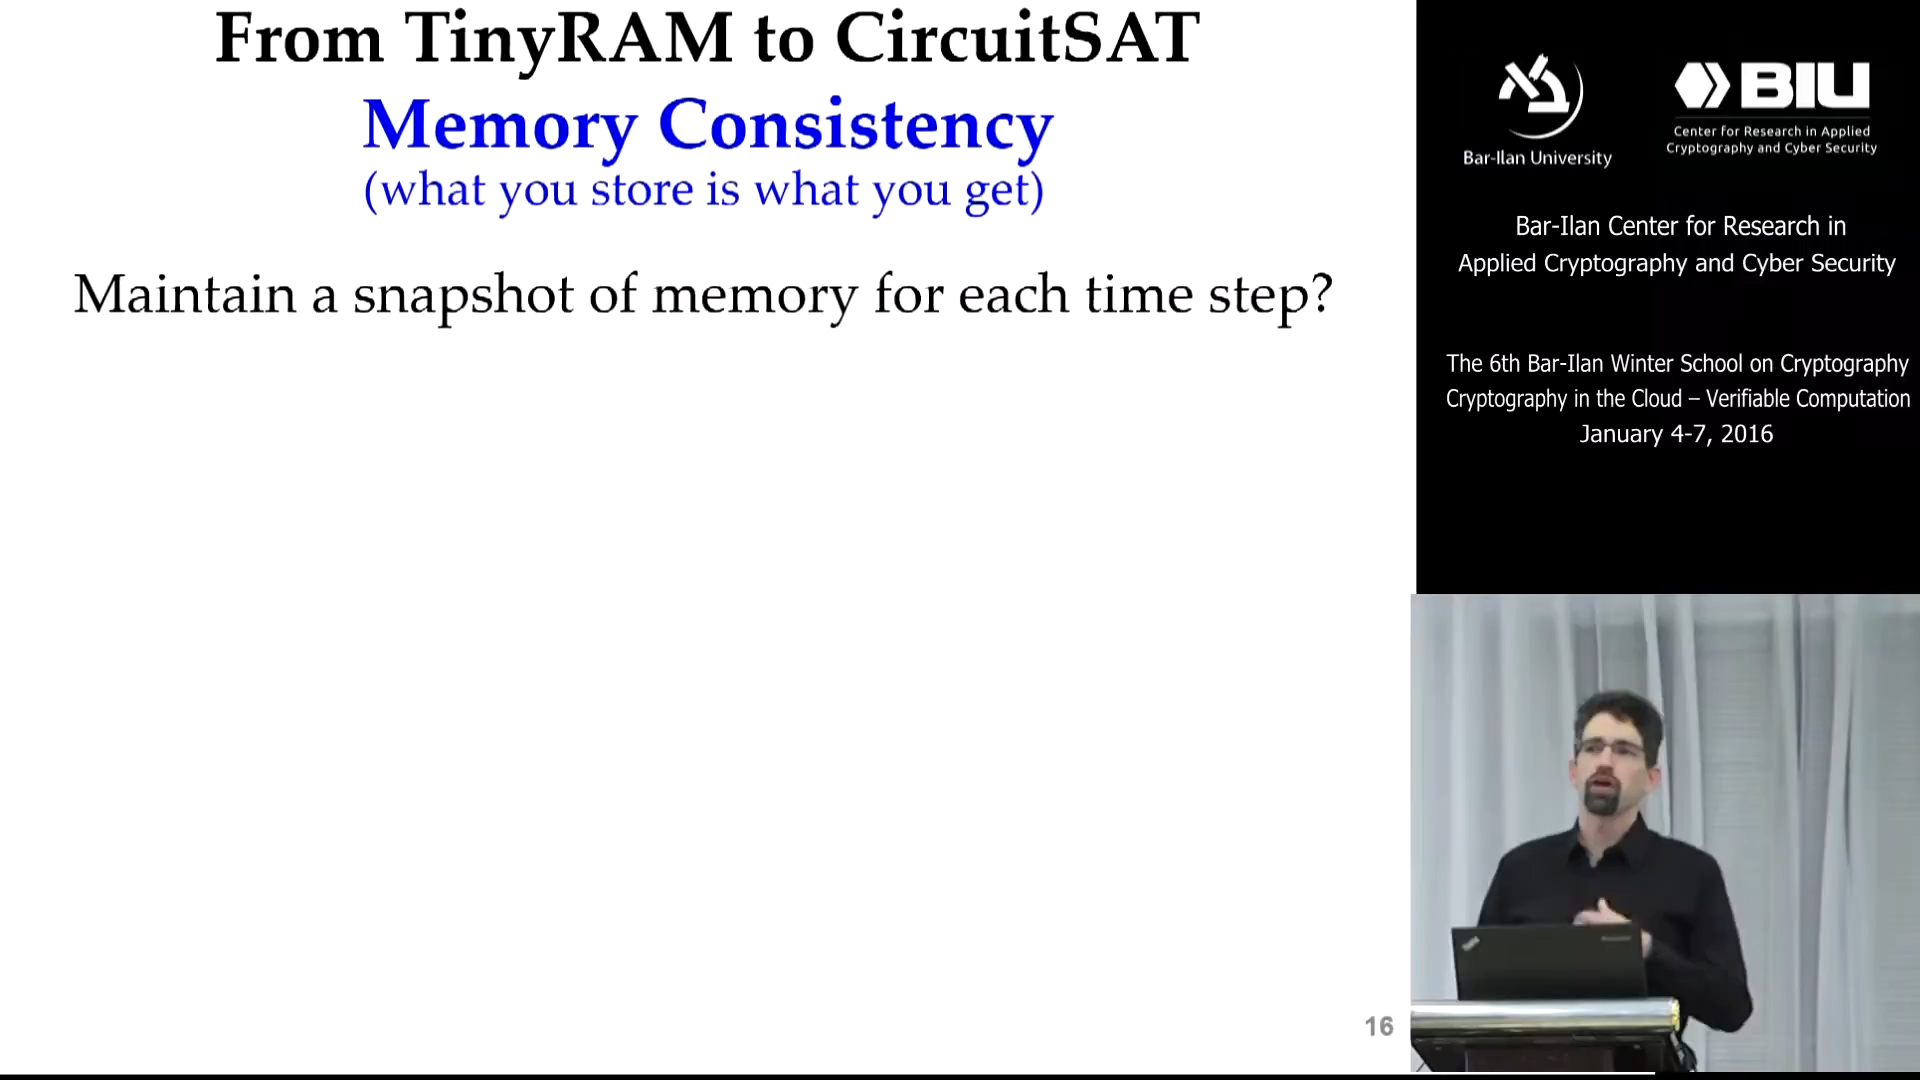 From TinyRAM to CircuitSAT
Memory Consistency
(what you store is what you get)
Maintain a snapshot of memory for each time step?
16
Bar-Ilan University
BIU
Center for Research in Applied
Cryptography and Cyber Security
Bar-Ilan Center for Research in
Applied Cryptography and Cyber Security
The 6th Bar-Ilan Winter School on Cryptography
Cryptography in the Cloud – Verifiable Computation
January 4-7, 2016